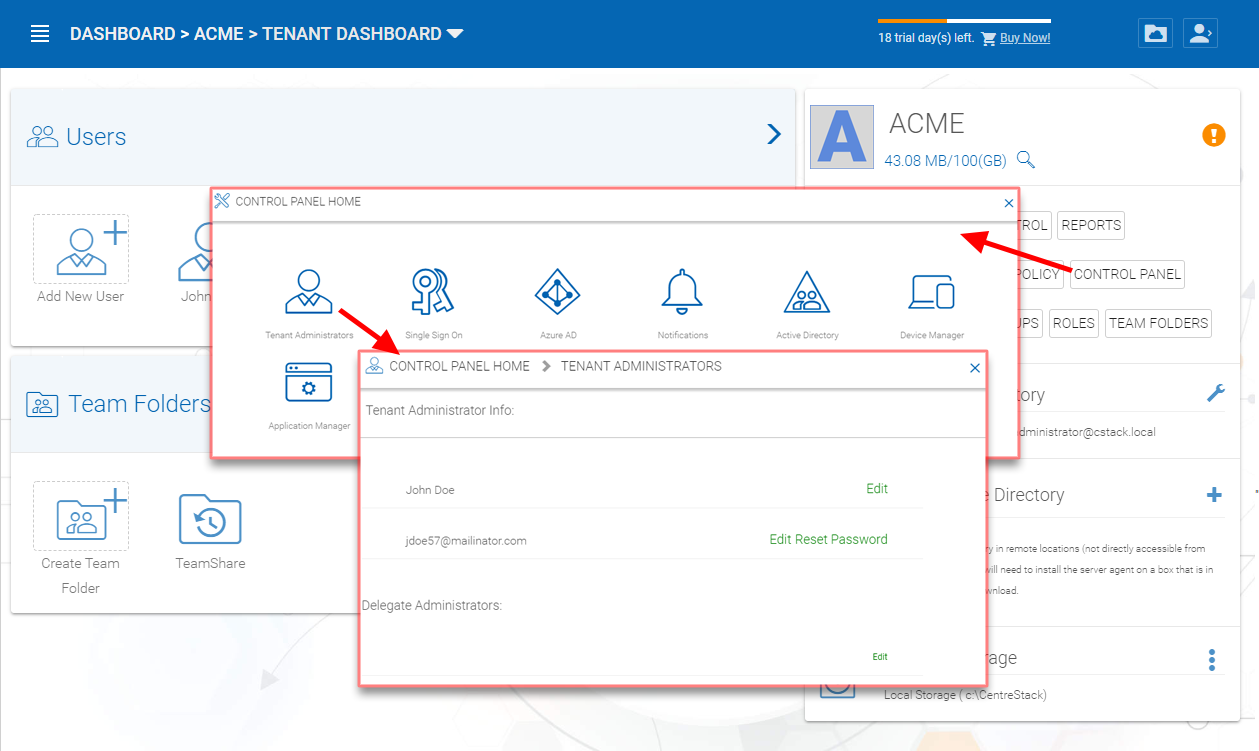 DASHBOARD > ACME > TENANT DASHBOARD
18 trial day(s) left. Buy Now!
Users
Add New User
John
Team Folders
Create Team
Folder
TeamShare
A
ACME
43.08 MB/100(GB)
REPORTS
POLICY
CONTROL PANEL
ROLES
TEAM FOLDERS
dministrator@cstack.local
e Directory
ry in remote locations (not directly accessible from
will need to install the server agent on a box that is in
wnload.
Local Storage ( c:\CentreStack)
CONTROL PANEL HOME
Tenant Administrators
Single Sign On
Azure AD
Notifications
Active Directory
Device Manager
Application Manager
CONTROL PANEL HOME > TENANT ADMINISTRATORS
Tenant Administrator Info:
John Doe
Edit
jdoe57@mailinator.com
Edit Reset Password
Delegate Administrators:
Edit